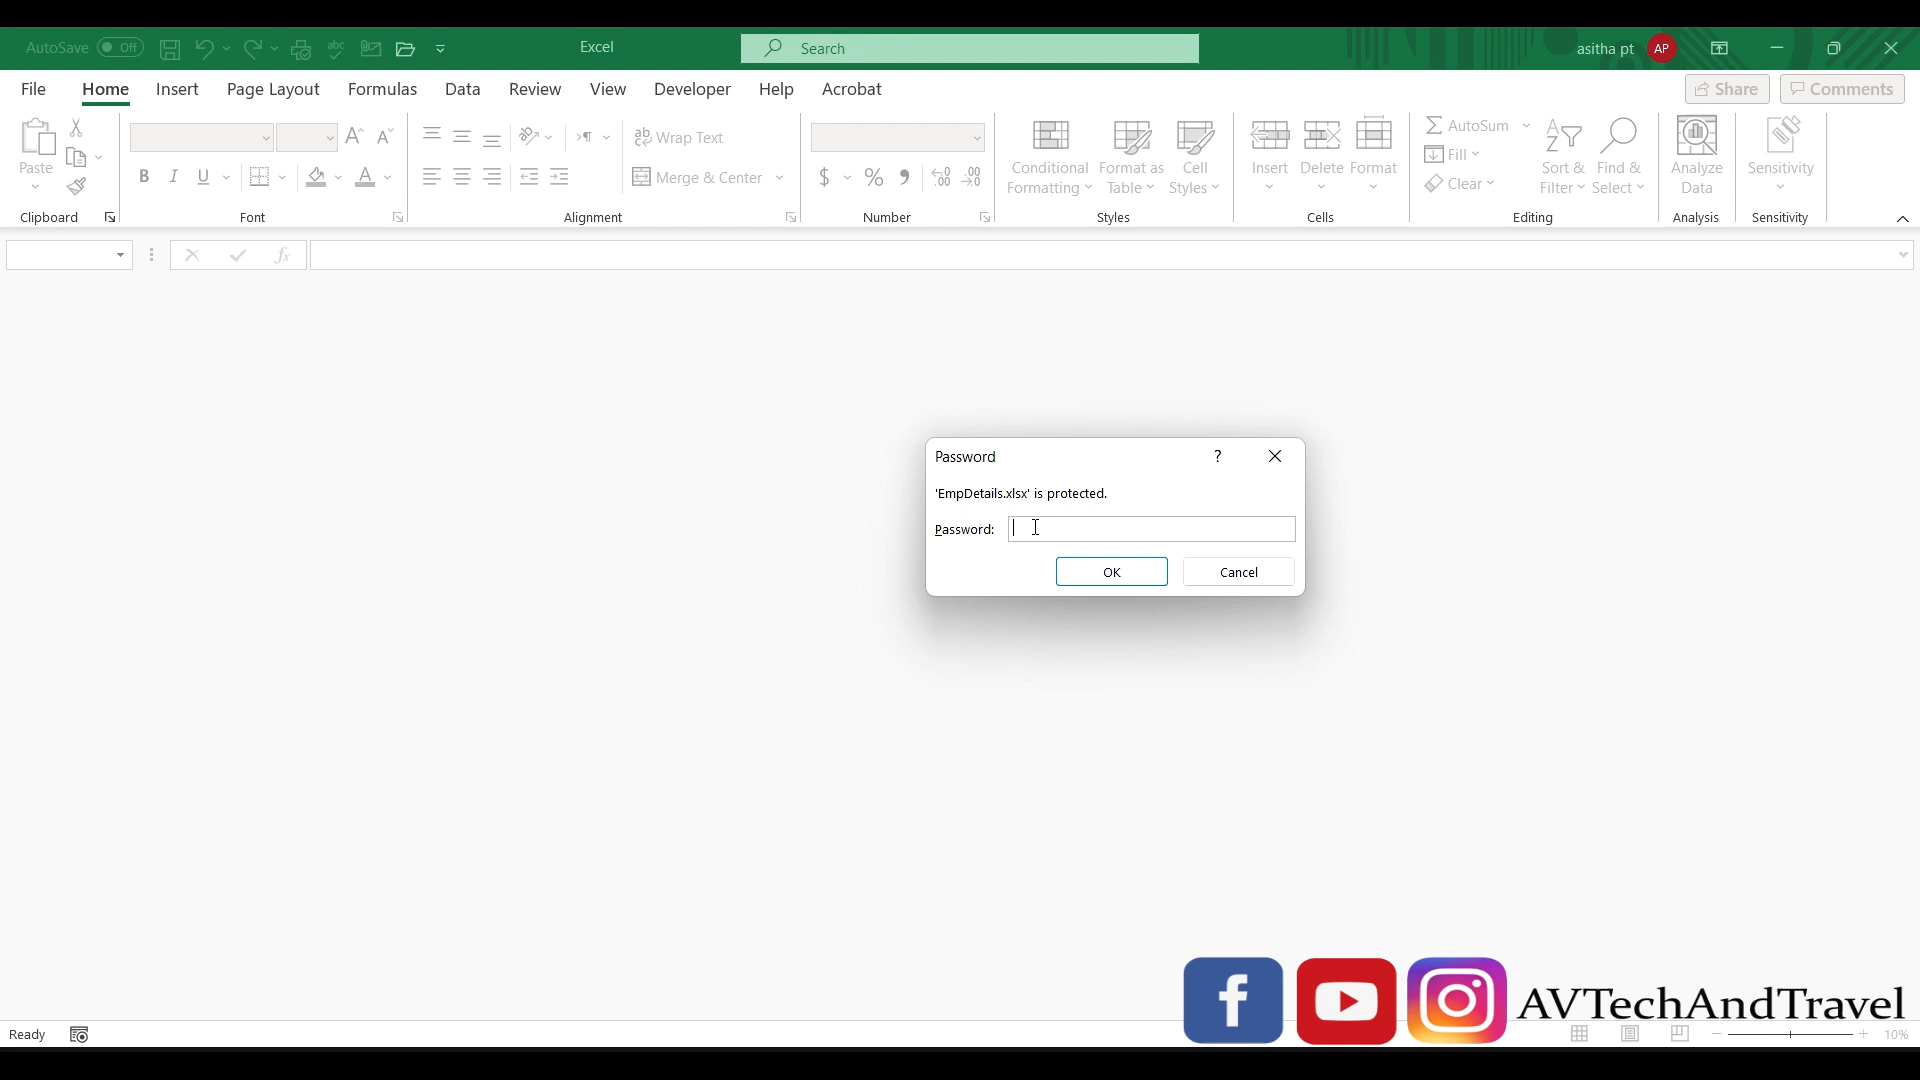 AutoSave Off
Excel
Search
asitha pt AP
File Home Insert Page Layout Formulas Data Review View Developer Help Acrobat
Share Comments
Paste
Clipboard
B I U A
Font
Wrap Text
Merge & Center
Alignment
$ % 9
Number
Conditional Formatting
Format as Table
Cell Styles
Styles
Insert Delete Format
Cells
AutoSum
Fill
Clear
Sort & Filter
Find & Select
Editing
Analyze Data
Analysis
Sensitivity
Sensitivity
fx
Password ?
'EmpDetails.xlsx' is protected.
Password:
OK Cancel
AVTechAndTravel
Ready
10%